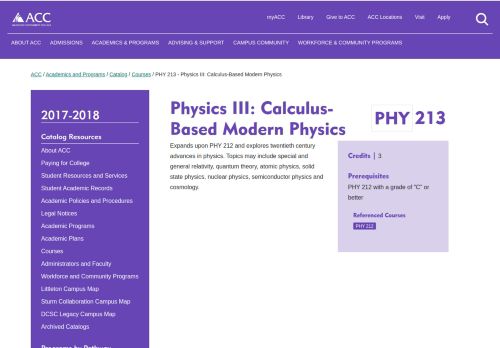 ACC
myACC Library Give to ACC ACC Locations Visit Apply
ABOUT ACC ADMISSIONS ACADEMICS & PROGRAMS ADVISING & SUPPORT CAMPUS COMMUNITY WORKFORCE & COMMUNITY PROGRAMS
ACC / Academics and Programs / Catalog / Courses / PHY 213 - Physics III: Calculus-Based Modern Physics
2017-2018
Catalog Resources
About ACC
Paying for College
Student Resources and Services
Student Academic Records
Academic Policies and Procedures
Legal Notices
Academic Programs
Academic Plans
Courses
Administrators and Faculty
Workforce and Community Programs
Littleton Campus Map
Sturm Collaboration Campus Map
DCSC Legacy Campus Map
Archived Catalogs
Programs by Pathway
Physics III: Calculus-
Based Modern Physics
Expands upon PHY 212 and explores twentieth century
advances in physics. Topics may include special and
general relativity, quantum theory, atomic physics, solid
state physics, nuclear physics, semiconductor physics and
cosmology.
PHY 213
Credits | 3
Prerequisites
PHY 212 with a grade of "C" or
better
Referenced Courses
PHY 212